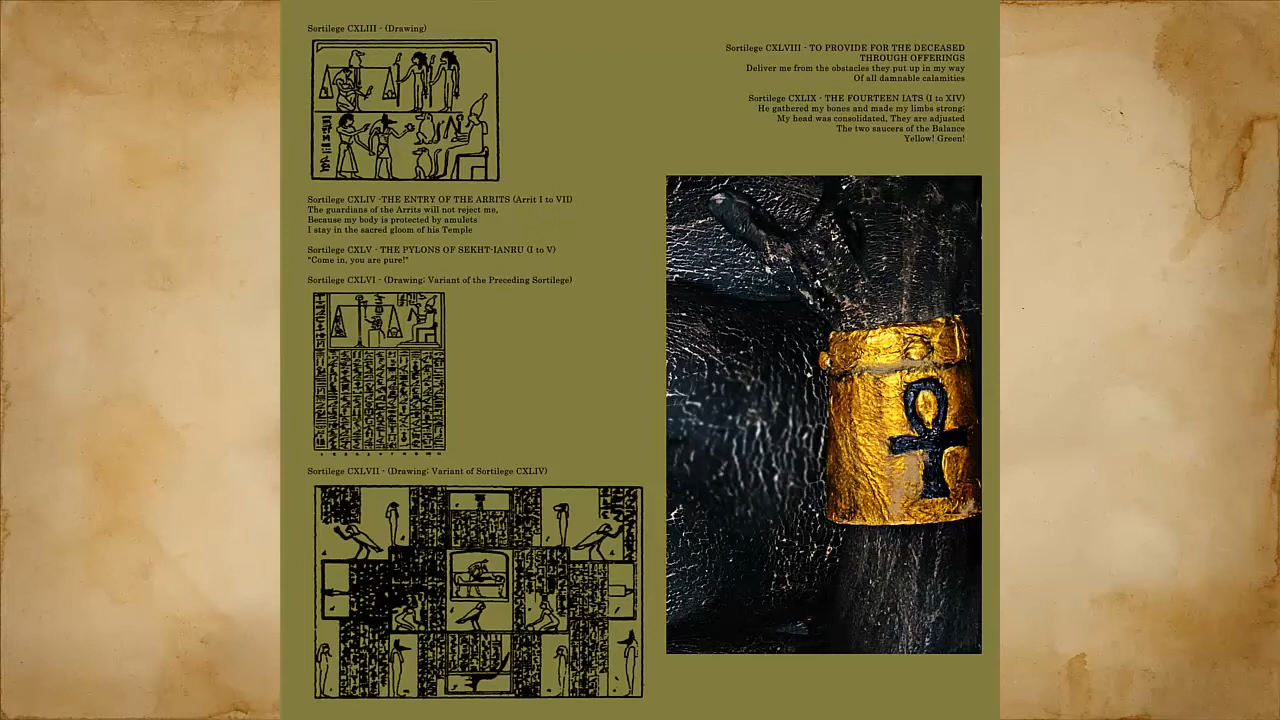 Sortilege CXLIII - (Drawing)
Sortilege CXLIV -THE ENTRY OF THE ARRITS (Arrit I to VII)
The guardians of the Arrits will not reject me,
Because my body is protected by amulets
I stay in the sacred gloom of his Temple
Sortilege CXLV - THE PYLONS OF SEKHT-IANRU (I to V)
"Come in, you are pure!"
Sortilege CXLVI - (Drawing; Variant of the Preceding Sortilege)
Sortilege CXLVII - (Drawing; Variant of Sortilege CXLIV)
Sortilege CXLVIII - TO PROVIDE FOR THE DECEASED
THROUGH OFFERINGS
Deliver me from the obstacles they put up in my way
Of all damnable calamities
Sortilege CXLIX - THE FOURTEEN IATS (I to XIV)
He gathered my bones and made my limbs strong;
My head was consolidated, They are adjusted
The two saucers of the Balance
Yellow! Green!